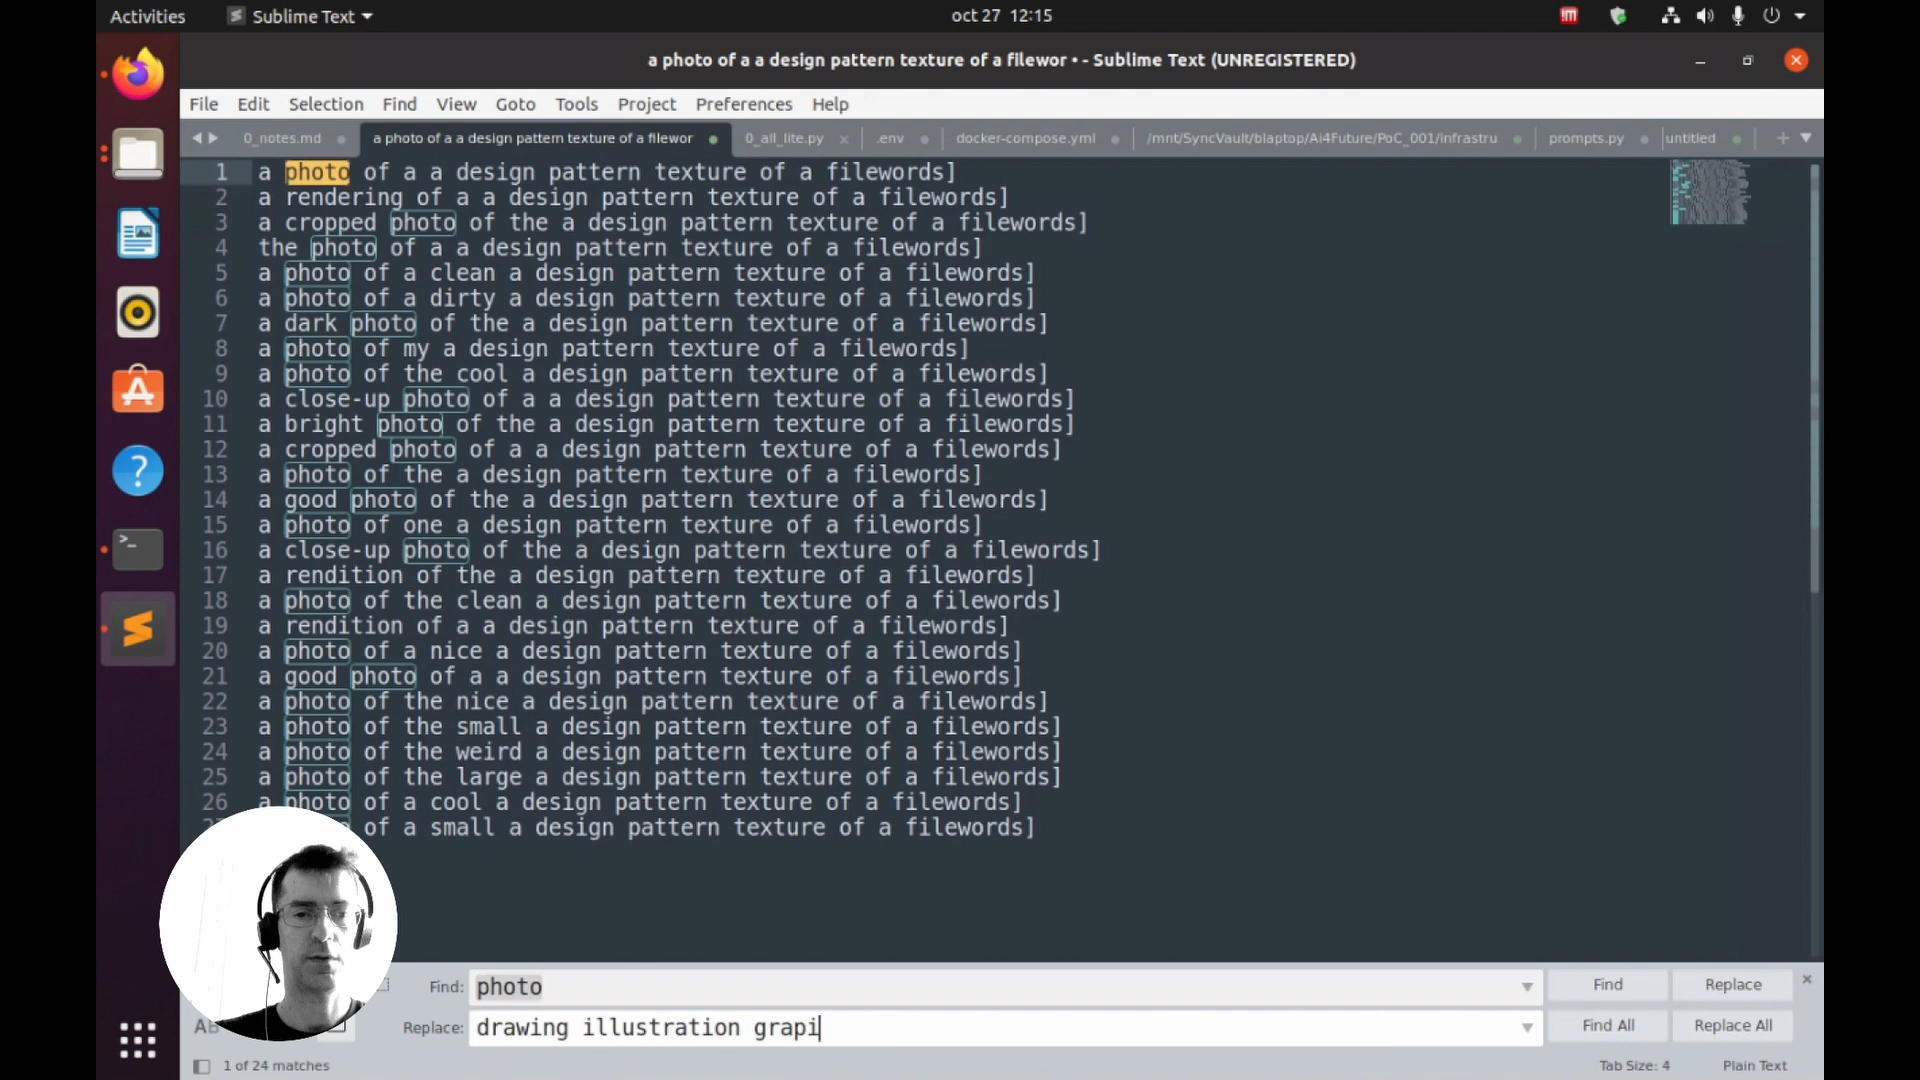 Activities Sublime Text oct 27 12:15
a photo of a a design pattern texture of a filewor • - Sublime Text (UNREGISTERED)
File Edit Selection Find View Goto Tools Project Preferences Help
0_notes.md a photo of a a design pattern texture of a filewor 0_all_lite.py .env docker-compose.yml /mnt/SyncVault/blaptop/Ai4Future/PoC_001/infrastru prompts.py untitled
1 a photo of a a design pattern texture of a filewords]
2 a rendering of a a design pattern texture of a filewords]
3 a cropped photo of the a design pattern texture of a filewords]
4 the photo of a a design pattern texture of a filewords]
5 a photo of a clean a design pattern texture of a filewords]
6 a photo of a dirty a design pattern texture of a filewords]
7 a dark photo of the a design pattern texture of a filewords]
8 a photo of my a design pattern texture of a filewords]
9 a photo of the cool a design pattern texture of a filewords]
10 a close-up photo of a a design pattern texture of a filewords]
11 a bright photo of the a design pattern texture of a filewords]
12 a cropped photo of a a design pattern texture of a filewords]
13 a photo of the a design pattern texture of a filewords]
14 a good photo of the a design pattern texture of a filewords]
15 a photo of one a design pattern texture of a filewords]
16 a close-up photo of the a design pattern texture of a filewords]
17 a rendition of the a design pattern texture of a filewords]
18 a photo of the clean a design pattern texture of a filewords]
19 a rendition of a a design pattern texture of a filewords]
20 a photo of a nice a design pattern texture of a filewords]
21 a good photo of a a design pattern texture of a filewords]
22 a photo of the nice a design pattern texture of a filewords]
23 a photo of the small a design pattern texture of a filewords]
24 a photo of the weird a design pattern texture of a filewords]
25 a photo of the large a design pattern texture of a filewords]
26 a photo of a cool a design pattern texture of a filewords]
of a small a design pattern texture of a filewords]
Find: photo Find Replace
AB Replace: drawing illustration grapi Find All Replace All
1 of 24 matches Tab Size: 4 Plain Text